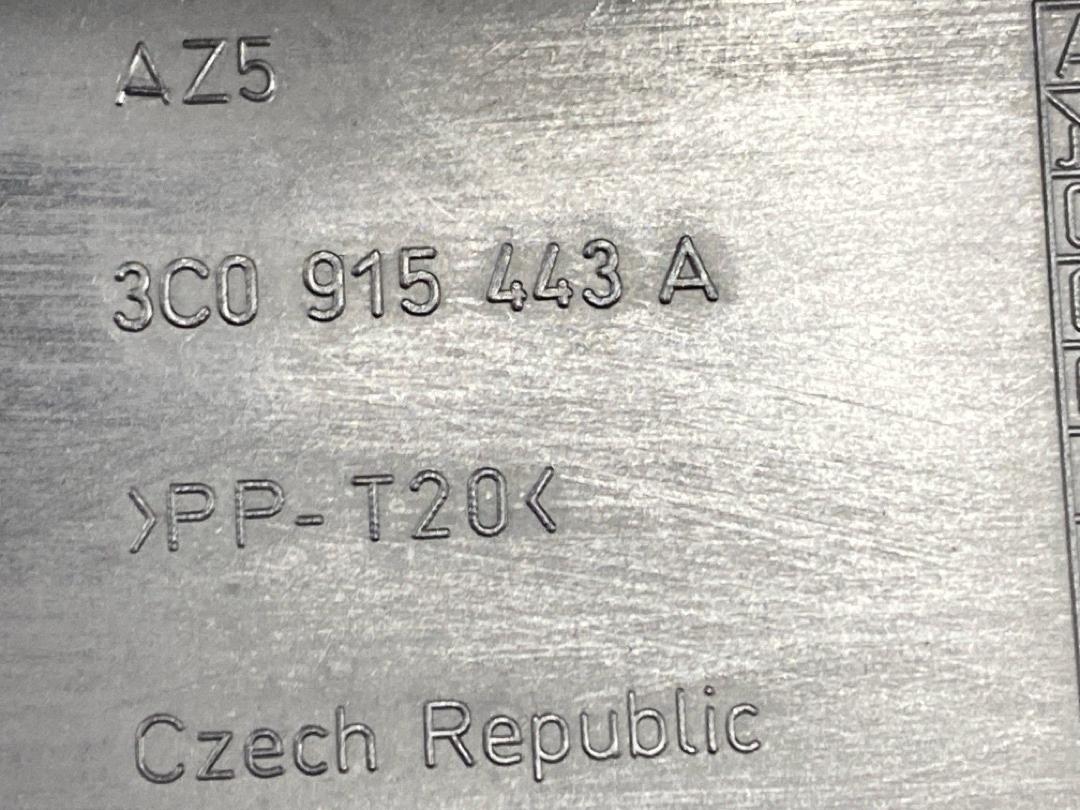 AZ5
3C0 915 443 A
>PP-T20<
Czech Republic